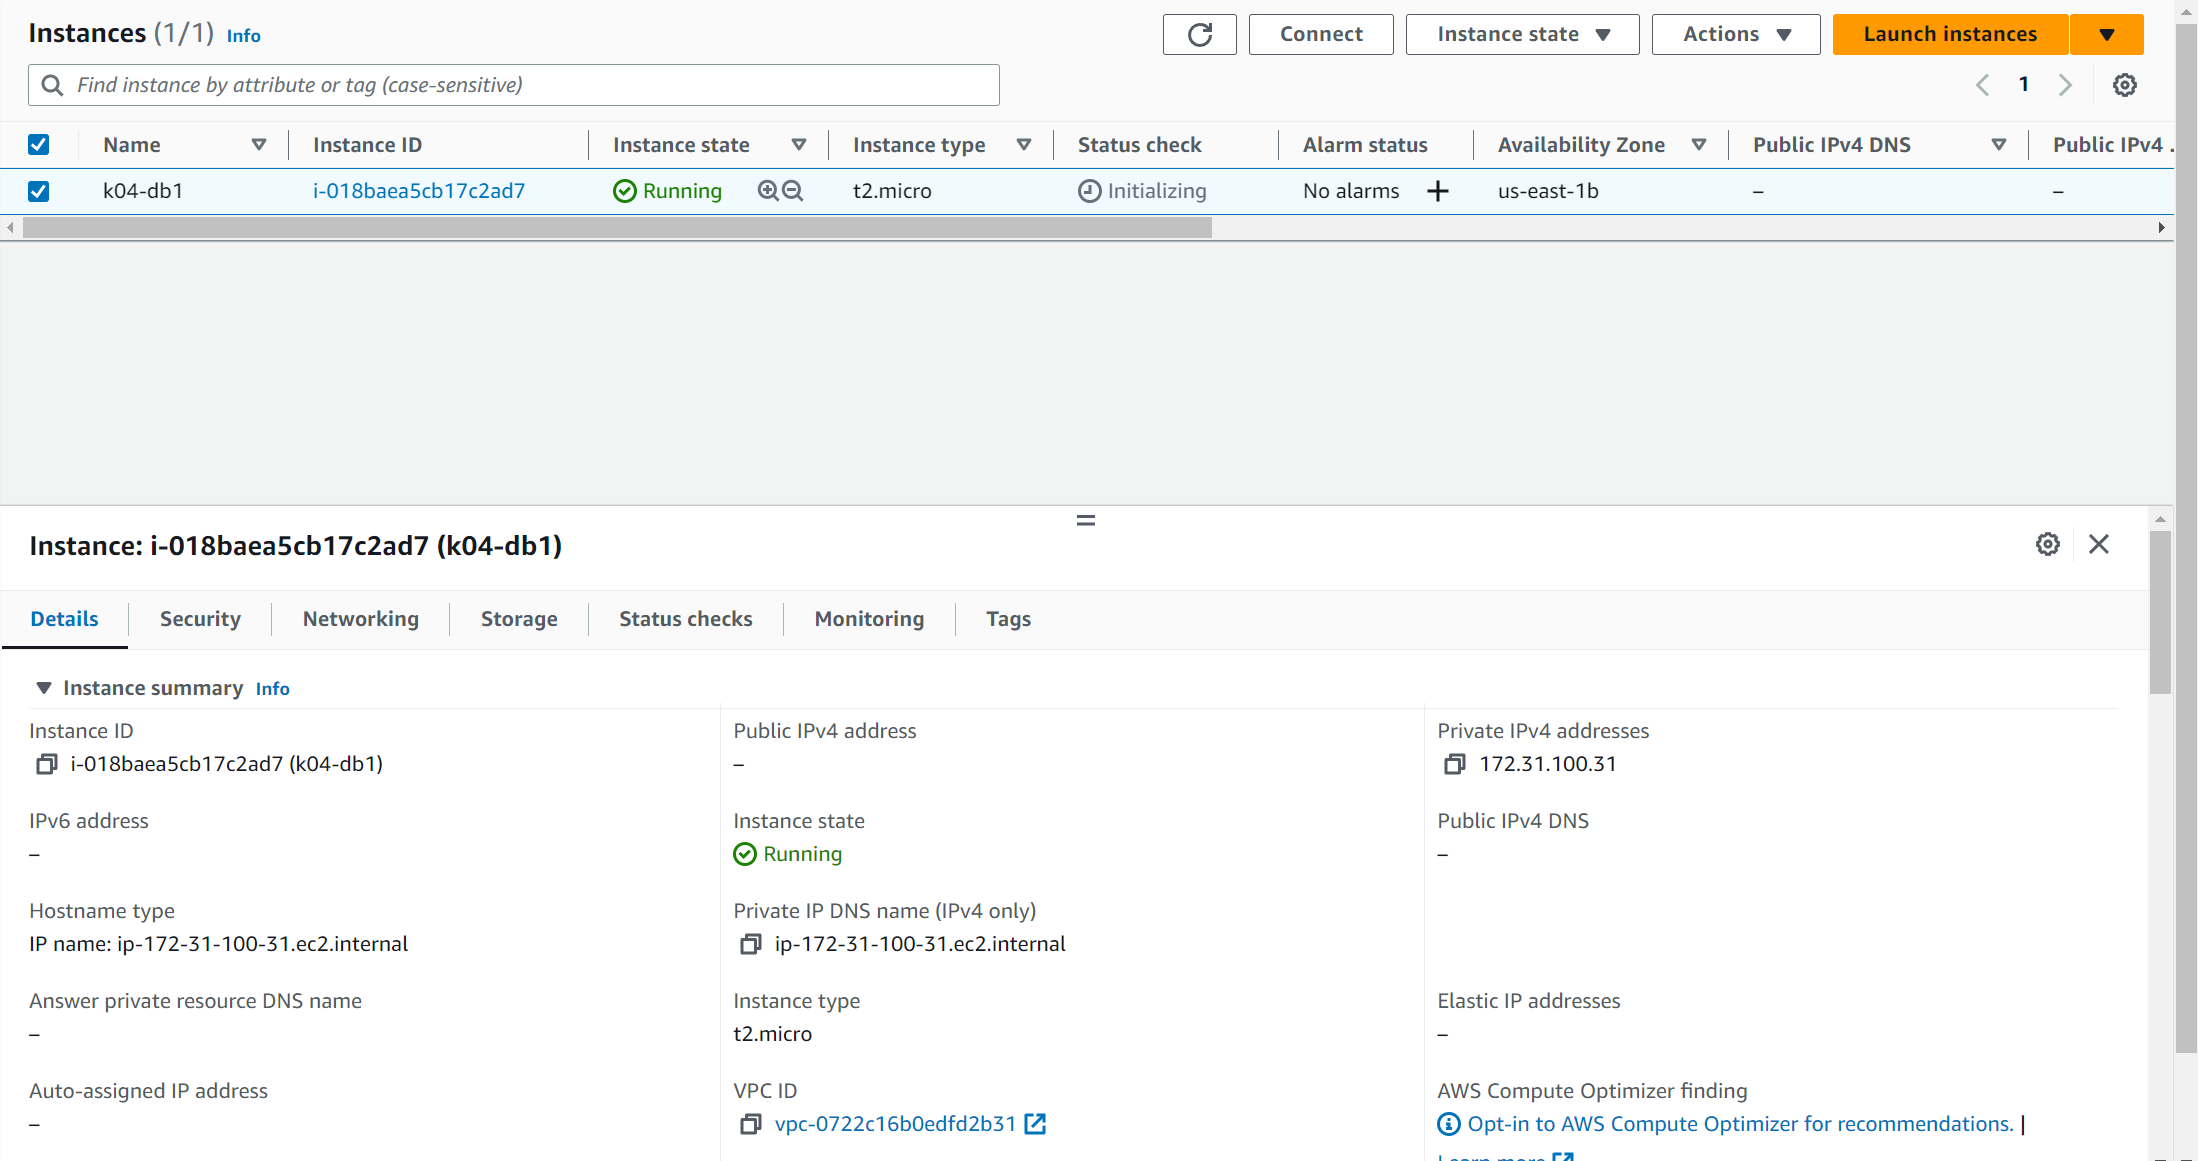 Instances (1/1) Info
Connect
Instance state
Actions
Launch instances
Find instance by attribute or tag (case-sensitive)
1
Name Instance ID Instance state Instance type Status check Alarm status Availability Zone Public IPv4 DNS Public IPv4 .
k04-db1 i-018baea5cb17c2ad7 Running t2.micro Initializing No alarms + us-east-1b – –
Instance: i-018baea5cb17c2ad7 (k04-db1)
Details Security Networking Storage Status checks Monitoring Tags
Instance summary Info
Instance ID
i-018baea5cb17c2ad7 (k04-db1)
Public IPv4 address
–
Private IPv4 addresses
172.31.100.31
IPv6 address
–
Instance state
Running
Public IPv4 DNS
–
Hostname type
IP name: ip-172-31-100-31.ec2.internal
Private IP DNS name (IPv4 only)
ip-172-31-100-31.ec2.internal
Answer private resource DNS name
–
Instance type
t2.micro
Elastic IP addresses
–
Auto-assigned IP address
–
VPC ID
vpc-0722c16b0edfd2b31
AWS Compute Optimizer finding
Opt-in to AWS Compute Optimizer for recommendations. |
Learn more